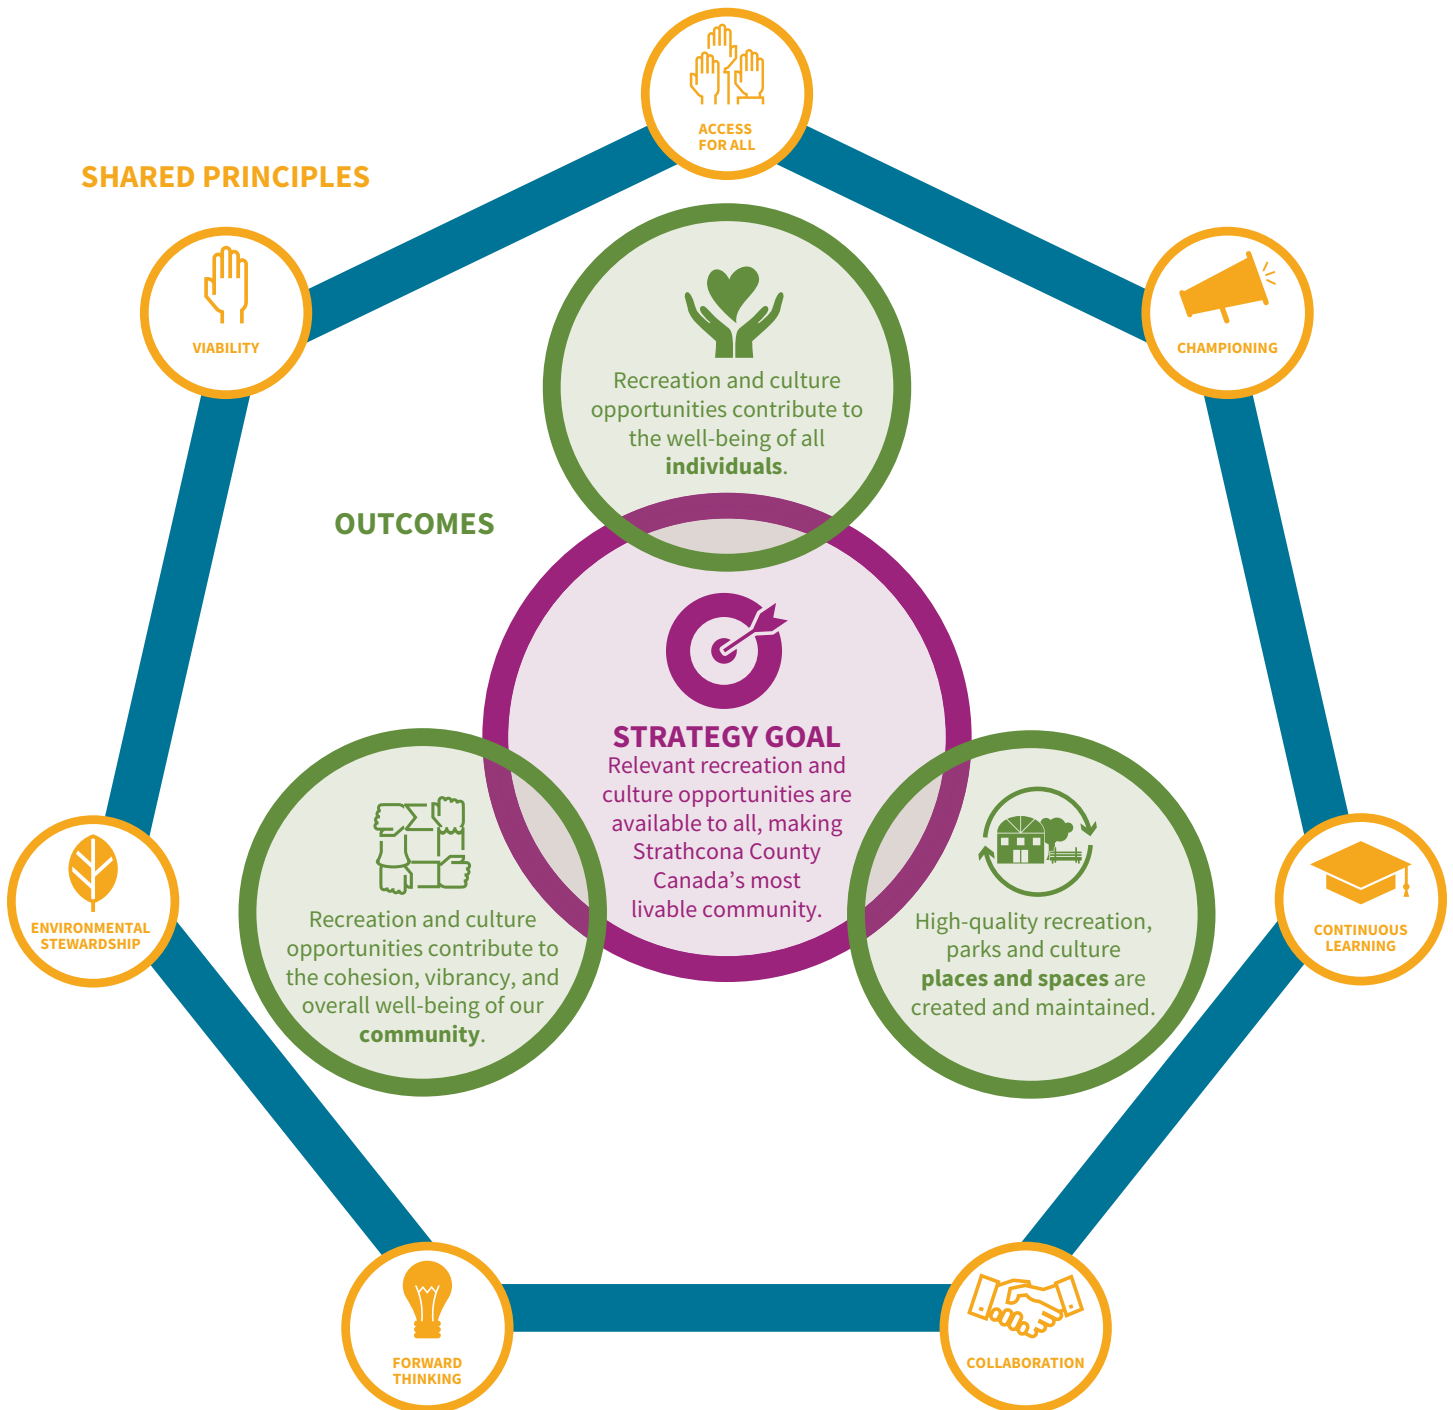 ACCESS
FOR ALL
SHARED PRINCIPLES
VIABILITY
CHAMPIONING
Recreation and culture
opportunities contribute to
the well-being of all
individuals.
OUTCOMES
STRATEGY GOAL
Relevant recreation and
culture opportunities are
available to all, making
Strathcona County
Canada’s most
livable community.
Recreation and culture
opportunities contribute to
the cohesion, vibrancy, and
overall well-being of our
community.
High-quality recreation,
parks and culture
places and spaces are
created and maintained.
ENVIRONMENTAL
STEWARDSHIP
CONTINUOUS
LEARNING
FORWARD
THINKING
COLLABORATION